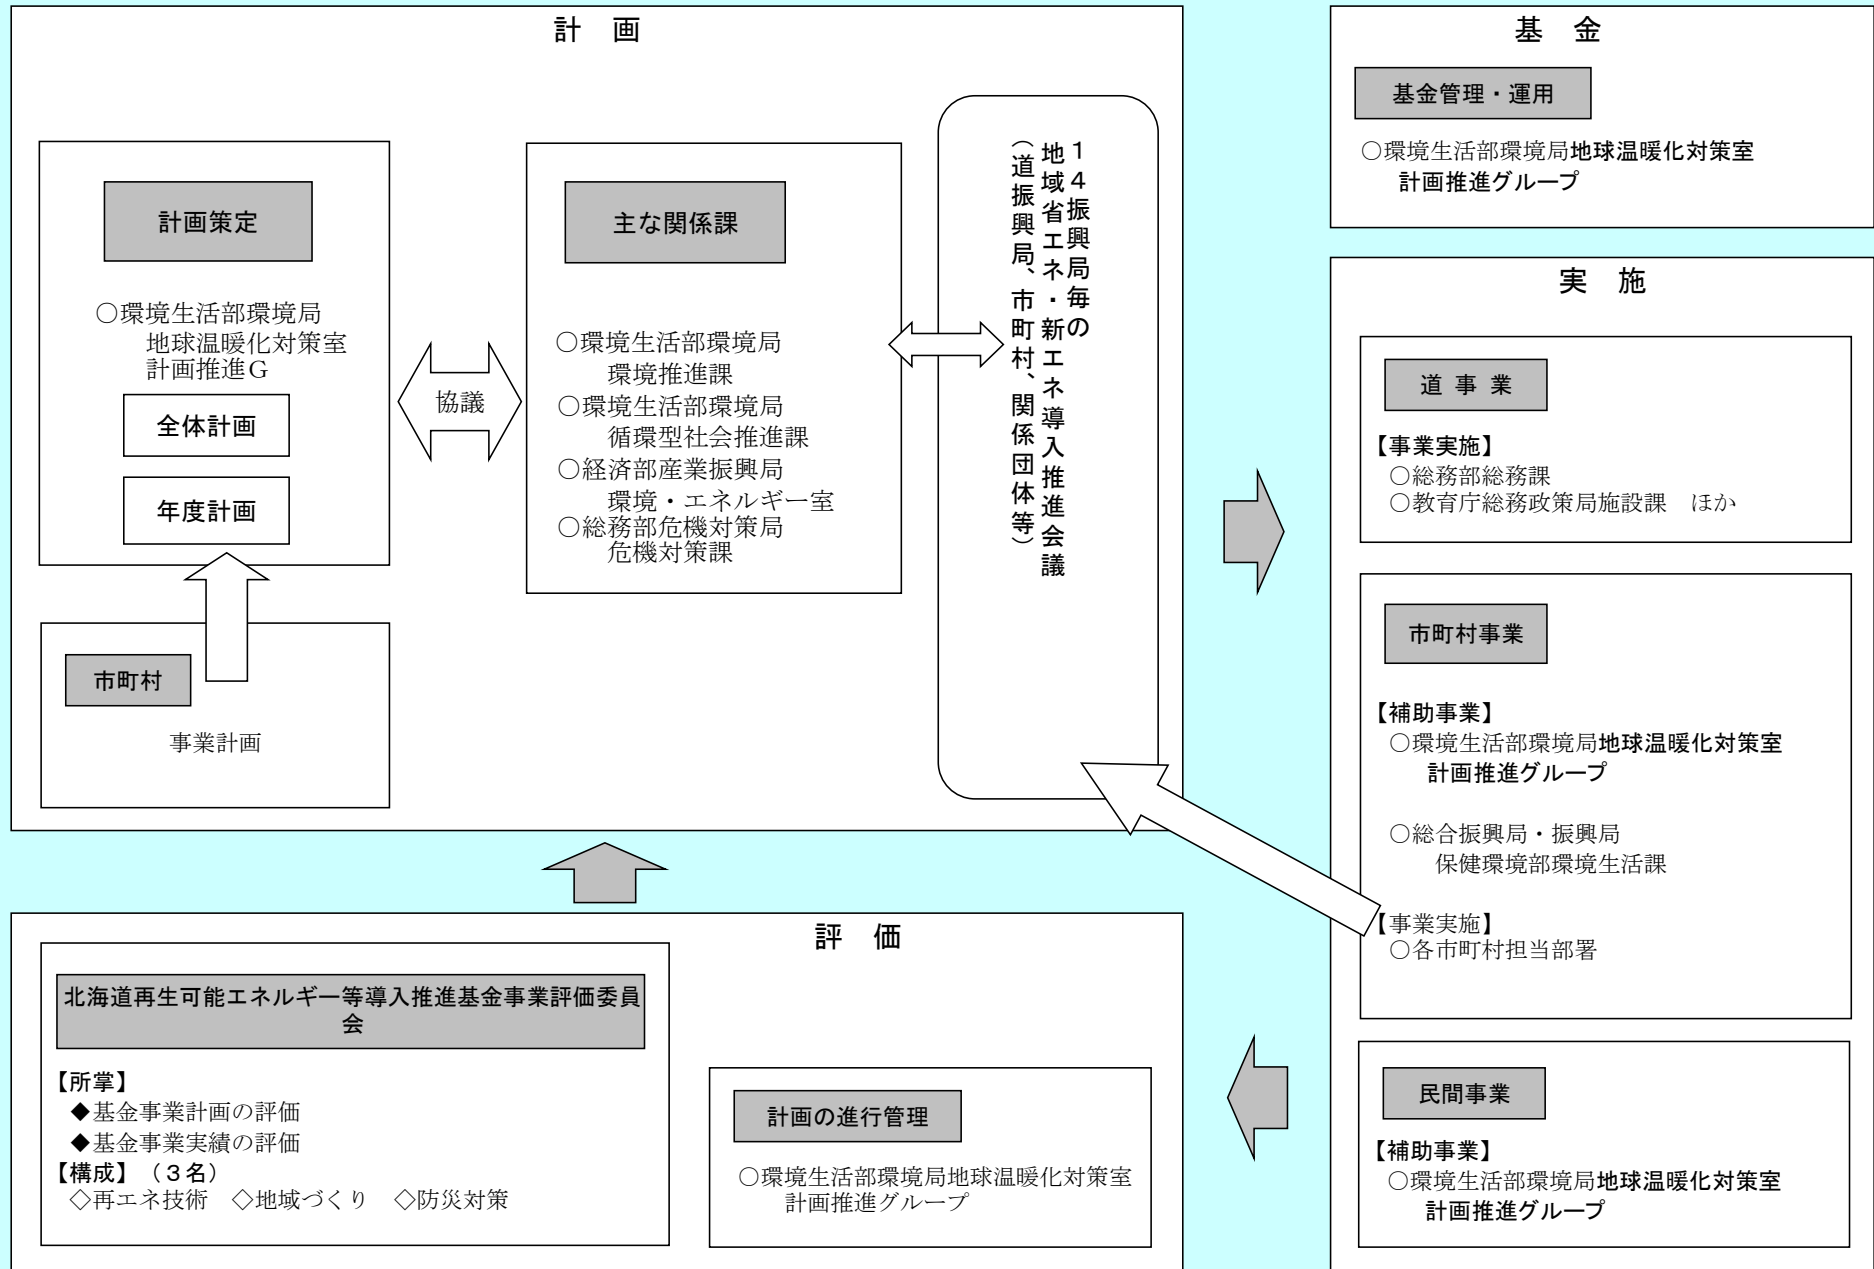 計　画
計画策定
○環境生活部環境局
地球温暖化対策室
計画推進Ｇ
全体計画
年度計画
市町村
事業計画
協議
主な関係課
○環境生活部環境局
環境推進課
○環境生活部環境局
循環型社会推進課
○経済部産業振興局
環境・エネルギー室
○総務部危機対策局
危機対策課
１４振興局毎の
地域省エネ・新エネ導入推進会議
（道振興局、市町村、関係団体等）
基　金
基金管理・運用
○環境生活部環境局地球温暖化対策室
計画推進グループ
実　施
道 事 業
【事業実施】
○総務部総務課
○教育庁総務政策局施設課　ほか
市町村事業
【補助事業】
○環境生活部環境局地球温暖化対策室
計画推進グループ
○総合振興局・振興局
保健環境部環境生活課
【事業実施】
○各市町村担当部署
民間事業
【補助事業】
○環境生活部環境局地球温暖化対策室
計画推進グループ
評　価
北海道再生可能エネルギー等導入推進基金事業評価委員
会
【所掌】
◆基金事業計画の評価
◆基金事業実績の評価
【構成】（３名）
◇再エネ技術　◇地域づくり　◇防災対策
計画の進行管理
○環境生活部環境局地球温暖化対策室
計画推進グループ